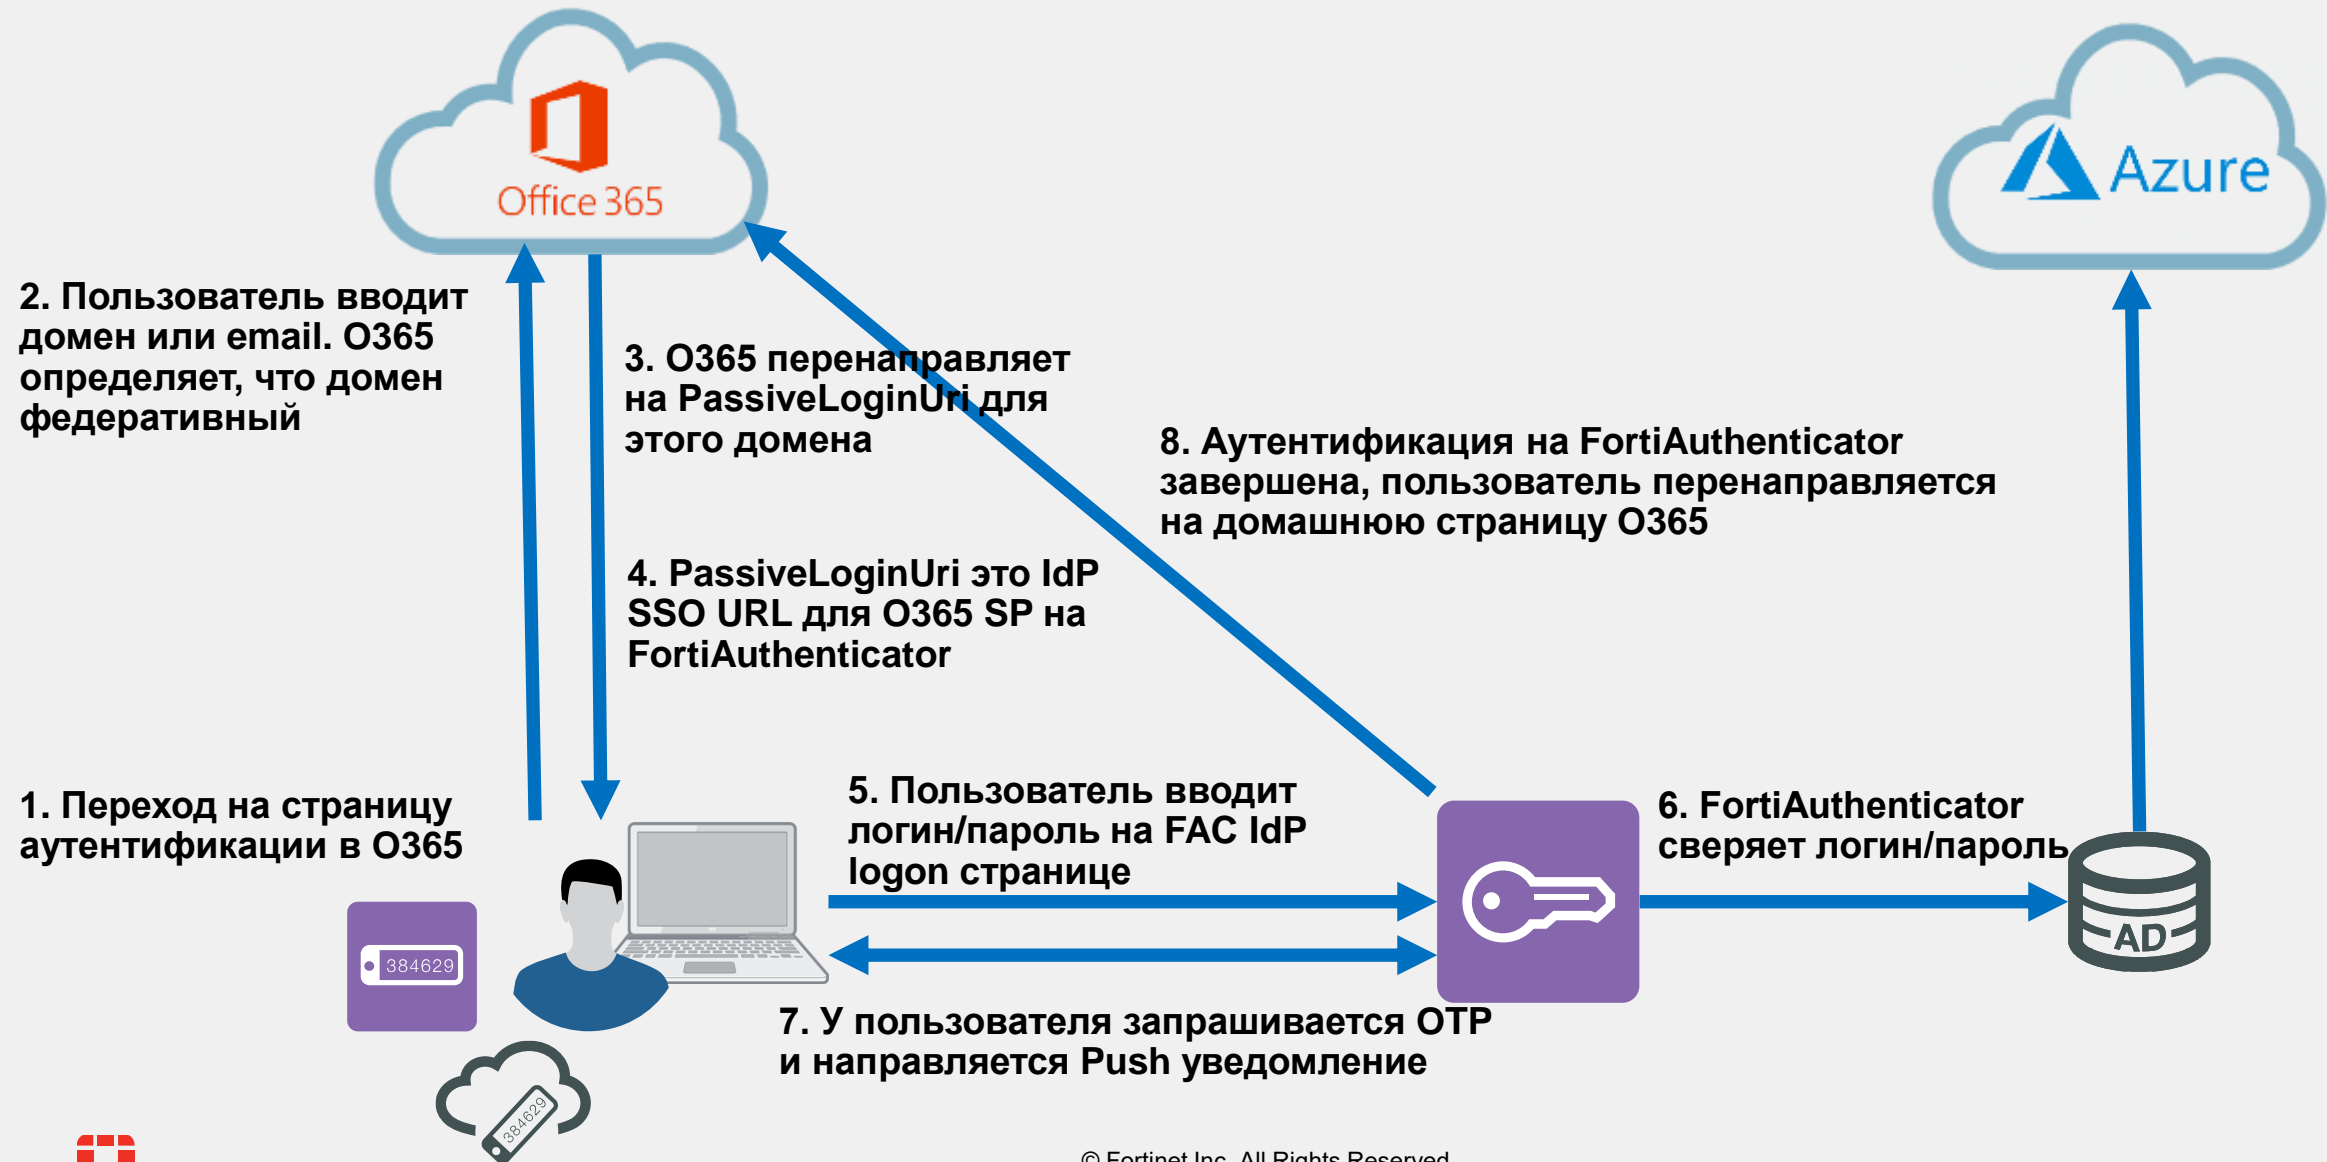 Office 365
Azure
2. Пользователь вводит
домен или email. O365
определяет, что домен
федеративный
3. O365 перенаправляет
на PassiveLoginUri для
этого домена
8. Аутентификация на FortiAuthenticator
завершена, пользователь перенаправляется
на домашнюю страницу O365
4. PassiveLoginUri это IdP
SSO URL для O365 SP на
FortiAuthenticator
1. Переход на страницу
аутентификации в O365
5. Пользователь вводит
логин/пароль на FAC IdP
logon странице
6. FortiAuthenticator
сверяет логин/пароль
384629
AD
7. У пользователя запрашивается OTP
и направляется Push уведомление
384629
© Fortinet Inc. All Rights Reserved.